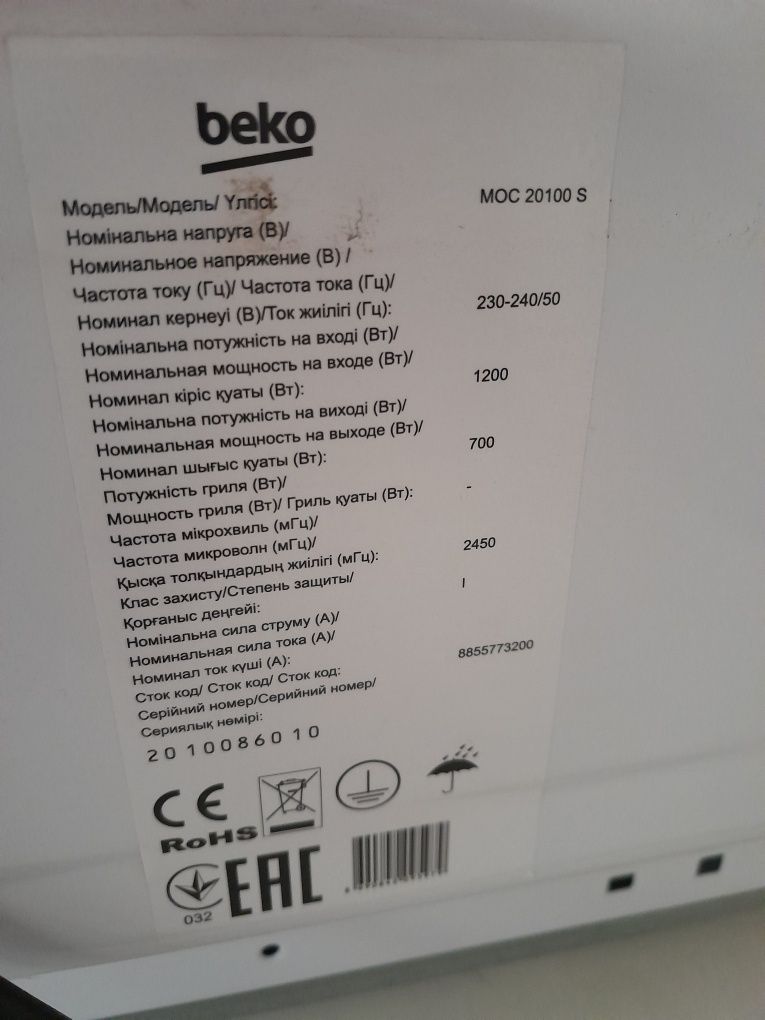 beko
Модель/Модель/ Үлгісі: MOC 20100 S
Номінальна напруга (В)/
Номинальное напряжение (В) /
Частота току (Гц)/ Частота тока (Гц)/
Номинал кернеуі (В)/Ток жиілігі (Гц): 230-240/50
Номінальна потужність на вході (Вт)/
Номинальная мощность на входе (Вт)/
Номинал кіріс қуаты (Вт): 1200
Номінальна потужність на виході (Вт)/
Номинальная мощность на выходе (Вт)/
Номинал шығыс қуаты (Вт): 700
Потужність гриля (Вт)/
Мощность гриля (Вт)/ Гриль қуаты (Вт): -
Частота мікрохвиль (мГц)/
Частота микроволн (мГц)/
Қысқа толқындардың жиілігі (мГц): 2450
Клас захисту/Степень защиты/
Қорғаныс деңгейі: I
Номінальна сила струму (А)/
Номинальная сила тока (А)/
Номинал ток күші (А):
Сток код/ Сток код/ Сток код: 8855773200
Серійний номер/Серийний номер/
Сериялық немірі:
20 10086010
CE
RoHS
EAC
032